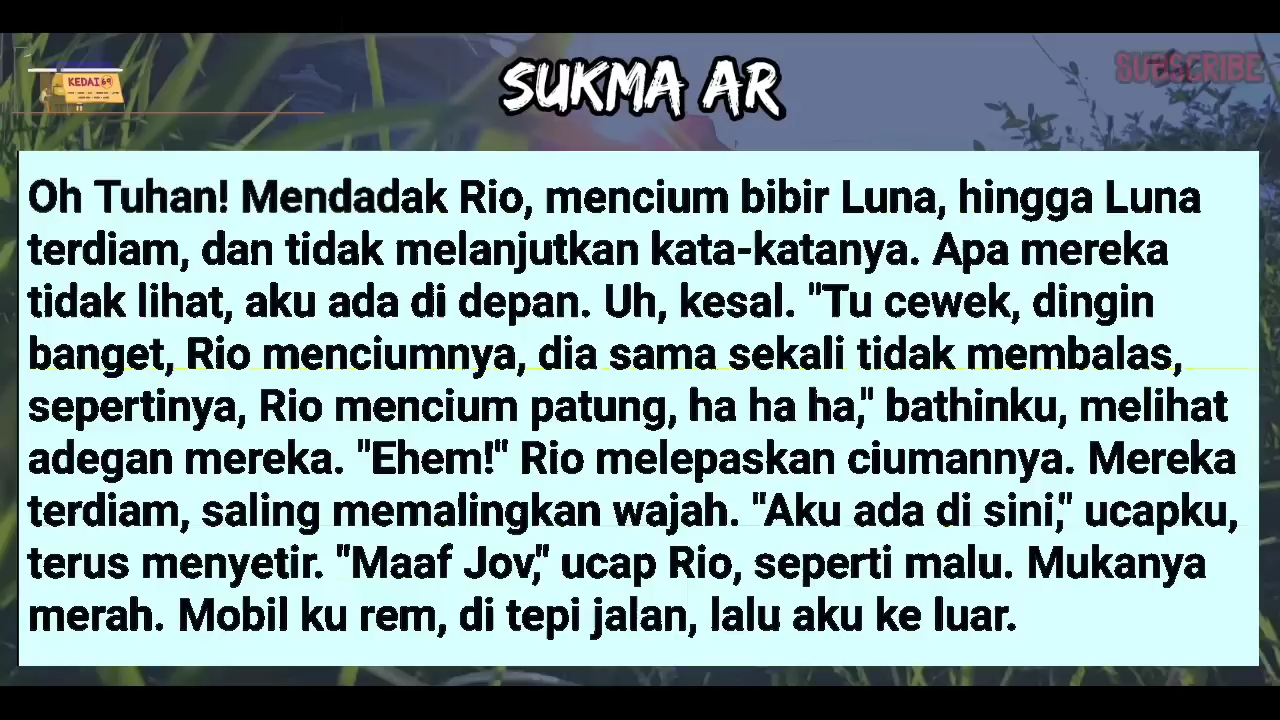 KEDAI 69
SUKMA AR
SUBSCRIBE
Oh Tuhan! Mendadak Rio, mencium bibir Luna, hingga Luna
terdiam, dan tidak melanjutkan kata-katanya. Apa mereka
tidak lihat, aku ada di depan. Uh, kesal. "Tu cewek, dingin
banget, Rio menciumnya, dia sama sekali tidak membalas,
sepertinya, Rio mencium patung, ha ha ha," bathinku, melihat
adegan mereka. "Ehem!" Rio melepaskan ciumannya. Mereka
terdiam, saling memalingkan wajah. "Aku ada di sini," ucapku,
terus menyetir. "Maaf Jov," ucap Rio, seperti malu. Mukanya
merah. Mobil ku rem, di tepi jalan, lalu aku ke luar.